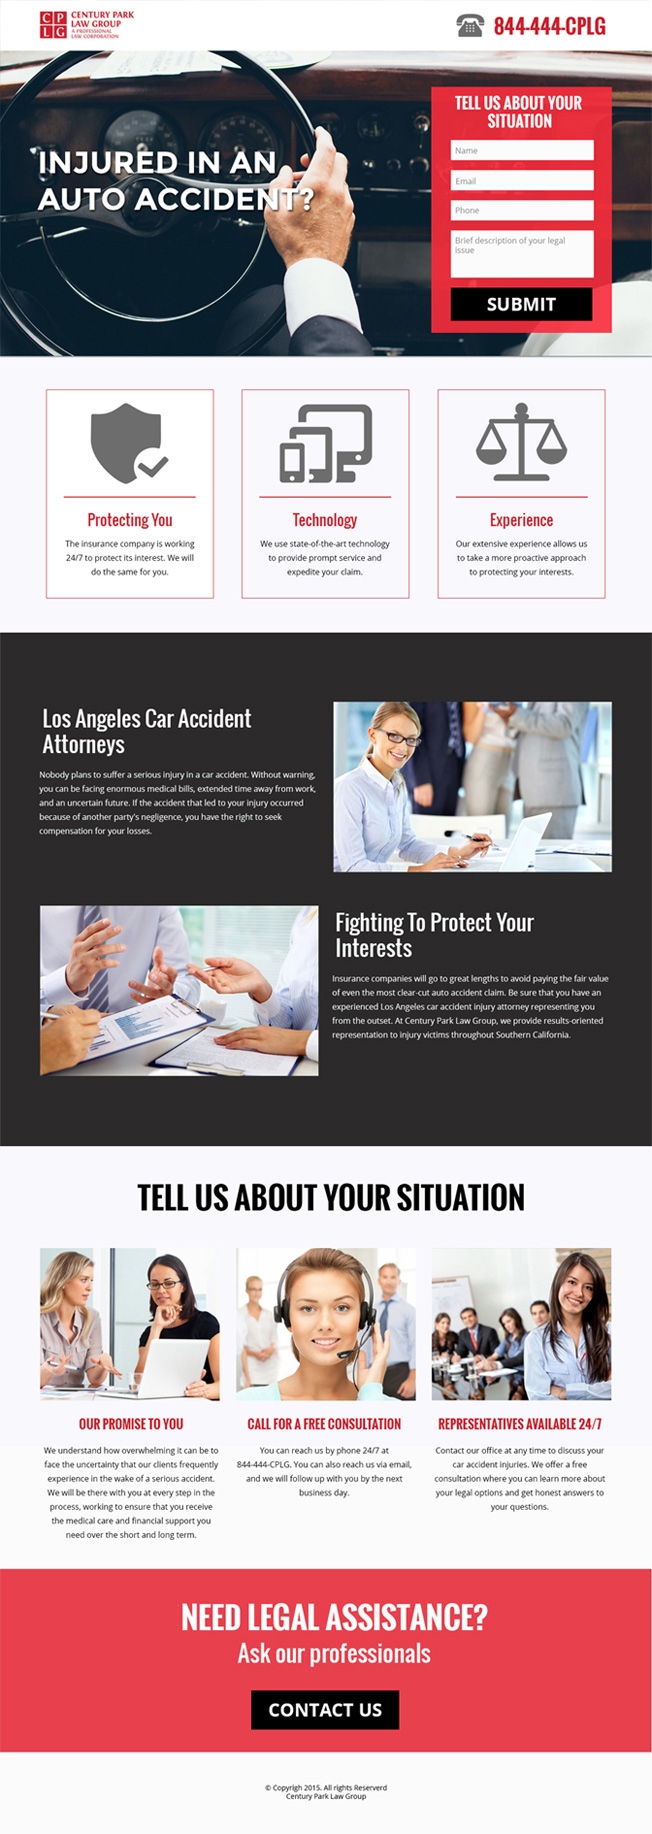 CP
LG
CENTURY PARK
LAW GROUP
A PROFESSIONAL
LAW CORPORATION
844-444-CPLG
INJURED IN AN
AUTO ACCIDENT?
TELL US ABOUT YOUR
SITUATION
Name
Email
Phone
Brief description of your legal
issue
SUBMIT
Protecting You
The insurance company is working
24/7 to protect its interest. We will
do the same for you.
Technology
We use state-of-the-art technology
to provide prompt service and
expedite your claim.
Experience
Our extensive experience allows us
to take a more proactive approach
to protecting your interests.
Los Angeles Car Accident
Attorneys
Nobody plans to suffer a serious injury in a car accident. Without warning,
you can be facing enormous medical bills, extended time away from work,
and an uncertain future. If the accident that led to your injury occurred
because of another party's negligence, you have the right to seek
compensation for your losses.
Fighting To Protect Your
Interests
Insurance companies will go to great lengths to avoid paying the fair value
of even the most clear-cut auto accident claim. Be sure that you have an
experienced Los Angeles car accident injury attorney representing you
from the outset. At Century Park Law Group, we provide results-oriented
representation to injury victims throughout Southern California.
TELL US ABOUT YOUR SITUATION
OUR PROMISE TO YOU
We understand how overwhelming it can be to
face the uncertainty that our clients frequently
experience in the wake of a serious accident.
We will be there with you at every step in the
process, working to ensure that you receive
the medical care and financial support you
need over the short and long term.
CALL FOR A FREE CONSULTATION
You can reach us by phone 24/7 at
844-444-CPLG. You can also reach us via email,
and we will follow up with you by the next
business day.
REPRESENTATIVES AVAILABLE 24/7
Contact our office at any time to discuss your
car accident injuries. We offer a free
consultation where you can learn more about
your legal options and get honest answers to
your questions.
NEED LEGAL ASSISTANCE?
Ask our professionals
CONTACT US
© Copyrigh 2015. All rights Reserverd
Century Park Law Group